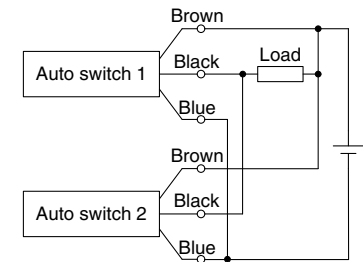 Brown
Black
Load
Auto switch 1
Blue
Brown
Black
Auto switch 2
Blue